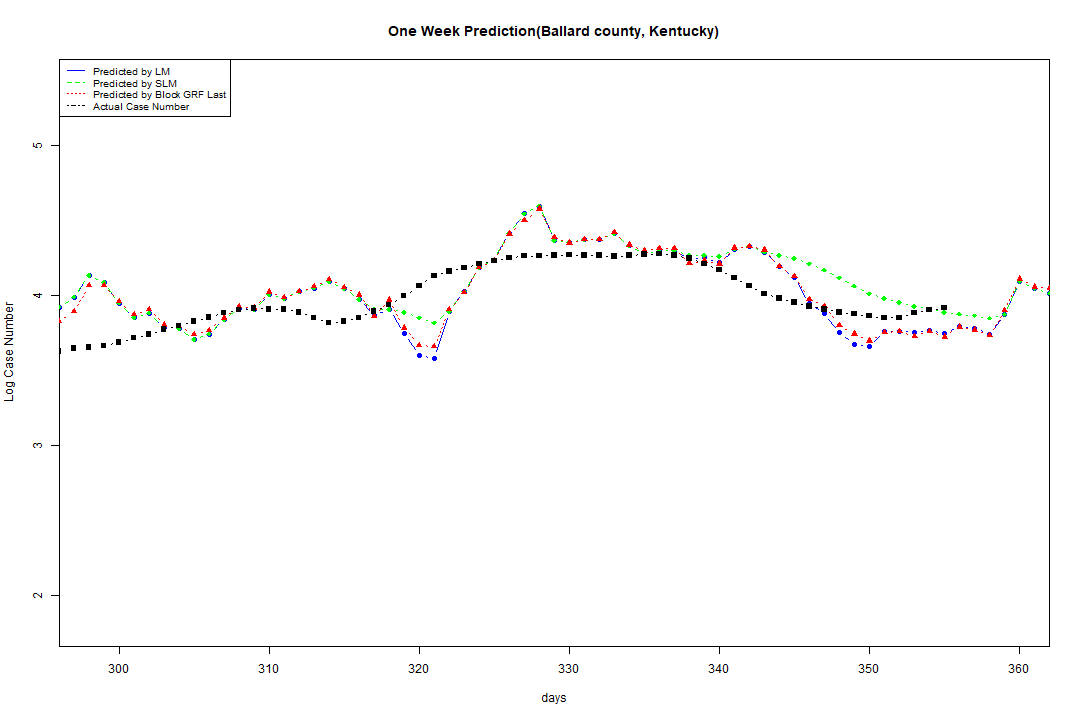 One Week Prediction(Ballard county, Kentucky)
Predicted by LM
Predicted by SLM
Predicted by Block GRF Last
Actual Case Number
5
4
3
2
Log Case Number
300 310 320 330 340 350 360
days